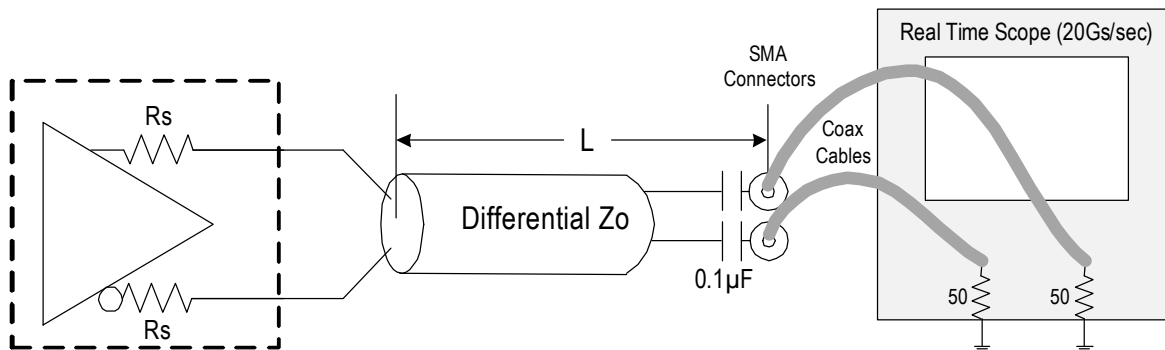 Real Time Scope (20Gs/sec)
SMA
Connectors
Rs
L
Coax
Cables
Differential Zo
0.1µF
50
50
Rs